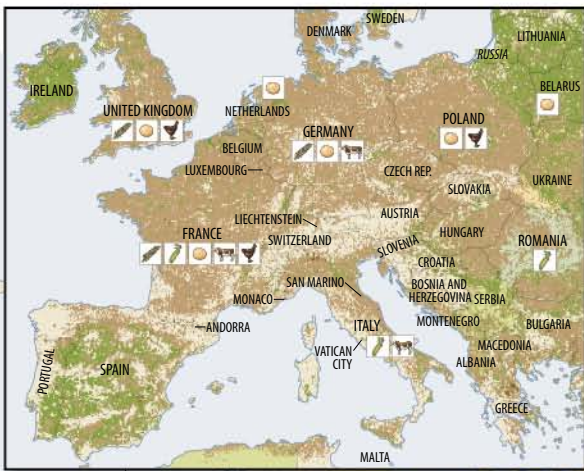 SWEDEN
DENMARK
LITHUANIA
RUSSIA
IRELAND
BELARUS
UNITED KINGDOM
NETHERLANDS
POLAND
GERMANY
BELGIUM
LUXEMBOURG
CZECH REP.
UKRAINE
SLOVAKIA
LIECHTENSTEIN
AUSTRIA
FRANCE
SWITZERLAND
HUNGARY
ROMANIA
SLOVENIA
CROATIA
SAN MARINO
BOSNIA AND
HERZEGOVINA
SERBIA
MONACO
ANDORRA
ITALY
MONTENEGRO
BULGARIA
VATICAN
CITY
MACEDONIA
ALBANIA
PORTUGAL
SPAIN
GREECE
MALTA